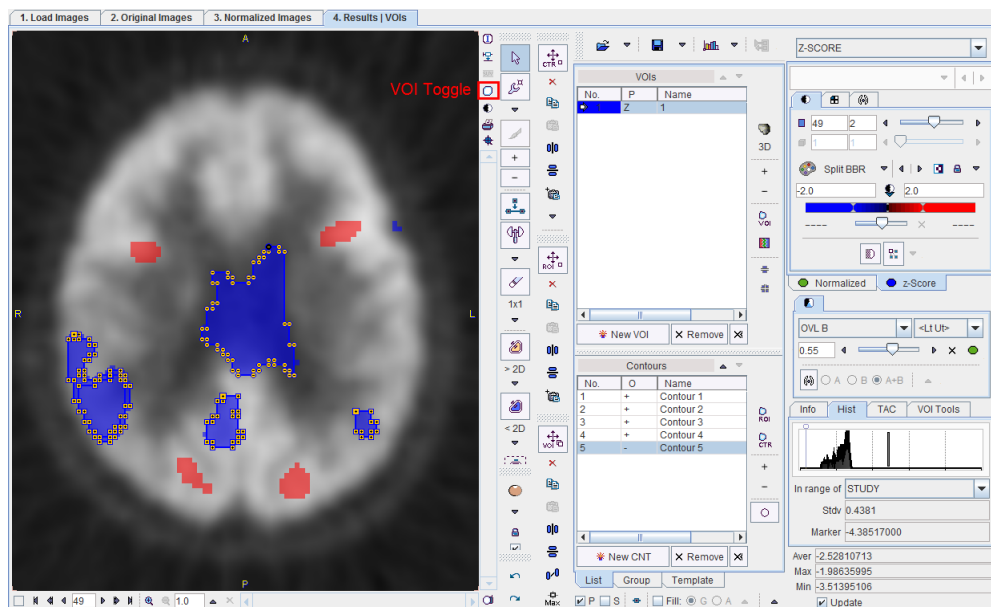 1. Load Images 2. Original Images 3. Normalized Images 4. Results | VOIs
A
VOI Toggle
R
L
P
49 1.0
CTR
1x1
> 2D
< 2D
ROI
VOI
Max
VOIs
No. P Name
1 Z 1
New VOI Remove
Contours
No. O Name
1 + Contour 1
2 + Contour 2
3 + Contour 3
4 + Contour 4
5 - Contour 5
New CNT Remove
List Group Template
P S Fill: G O A
3D
+
-
VOI
ROI
CTR
+
-
Z-SCORE
49 2
1 1
Split BBR
-2.0 2.0
---- ----
Normalized z-Score
OVL B <Lt Ut>
0.55
A B A+B
Info Hist TAC VOI Tools
In range of STUDY
Stdv 0.4381
Marker -4.38517000
Aver -2.52810713
Max -1.98635995
Min -3.51395106
Update